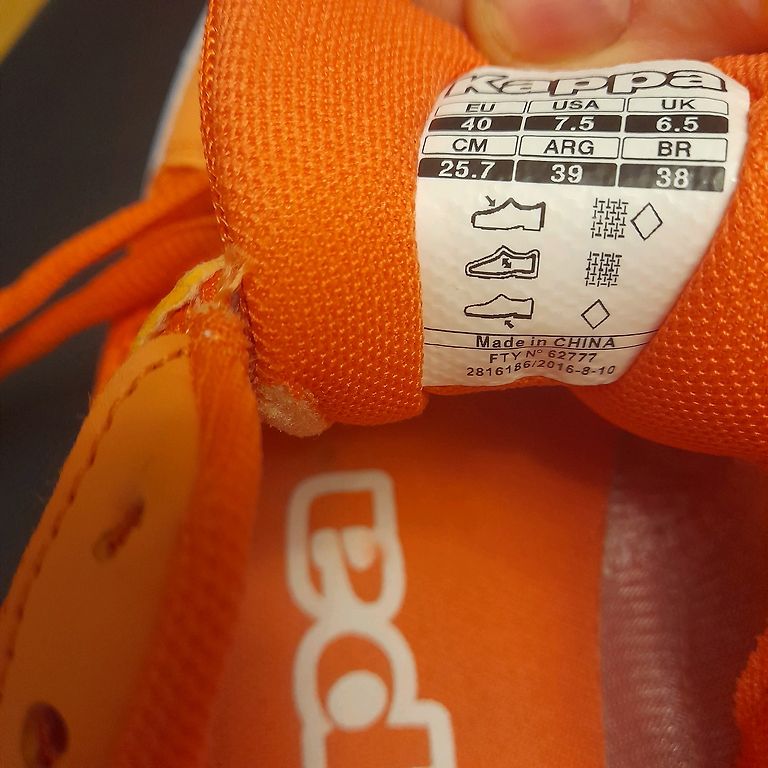 Kappa
EU USA UK
40 7.5 6.5
CM ARG BR
25.7 39 38
Made in CHINA
FTY N° 62777
2816186/2016-8-10